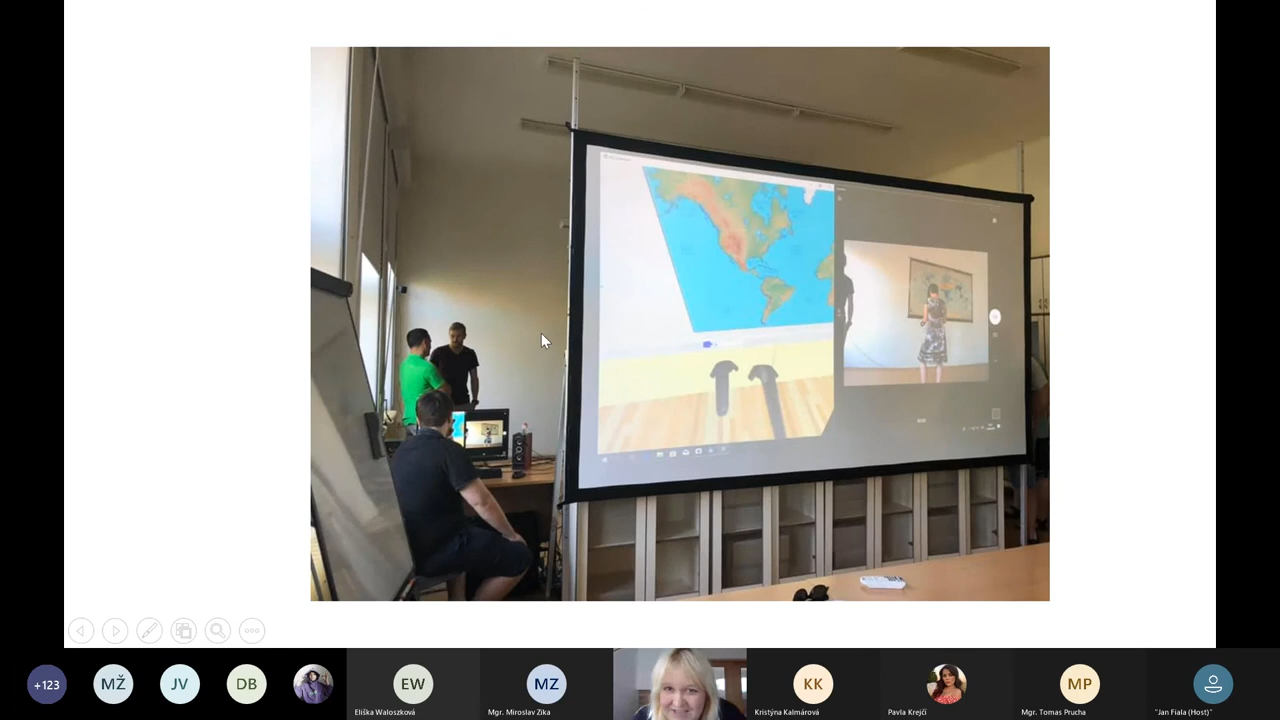 +123
MŽ
JV
DB
EW
MZ
KK
MP
Eliška Waloszková
Mgr. Miroslav Zika
Kristýna Kalmárová
Pavla Krejčí
Mgr. Tomas Prucha
"Jan Fiala (Host)"